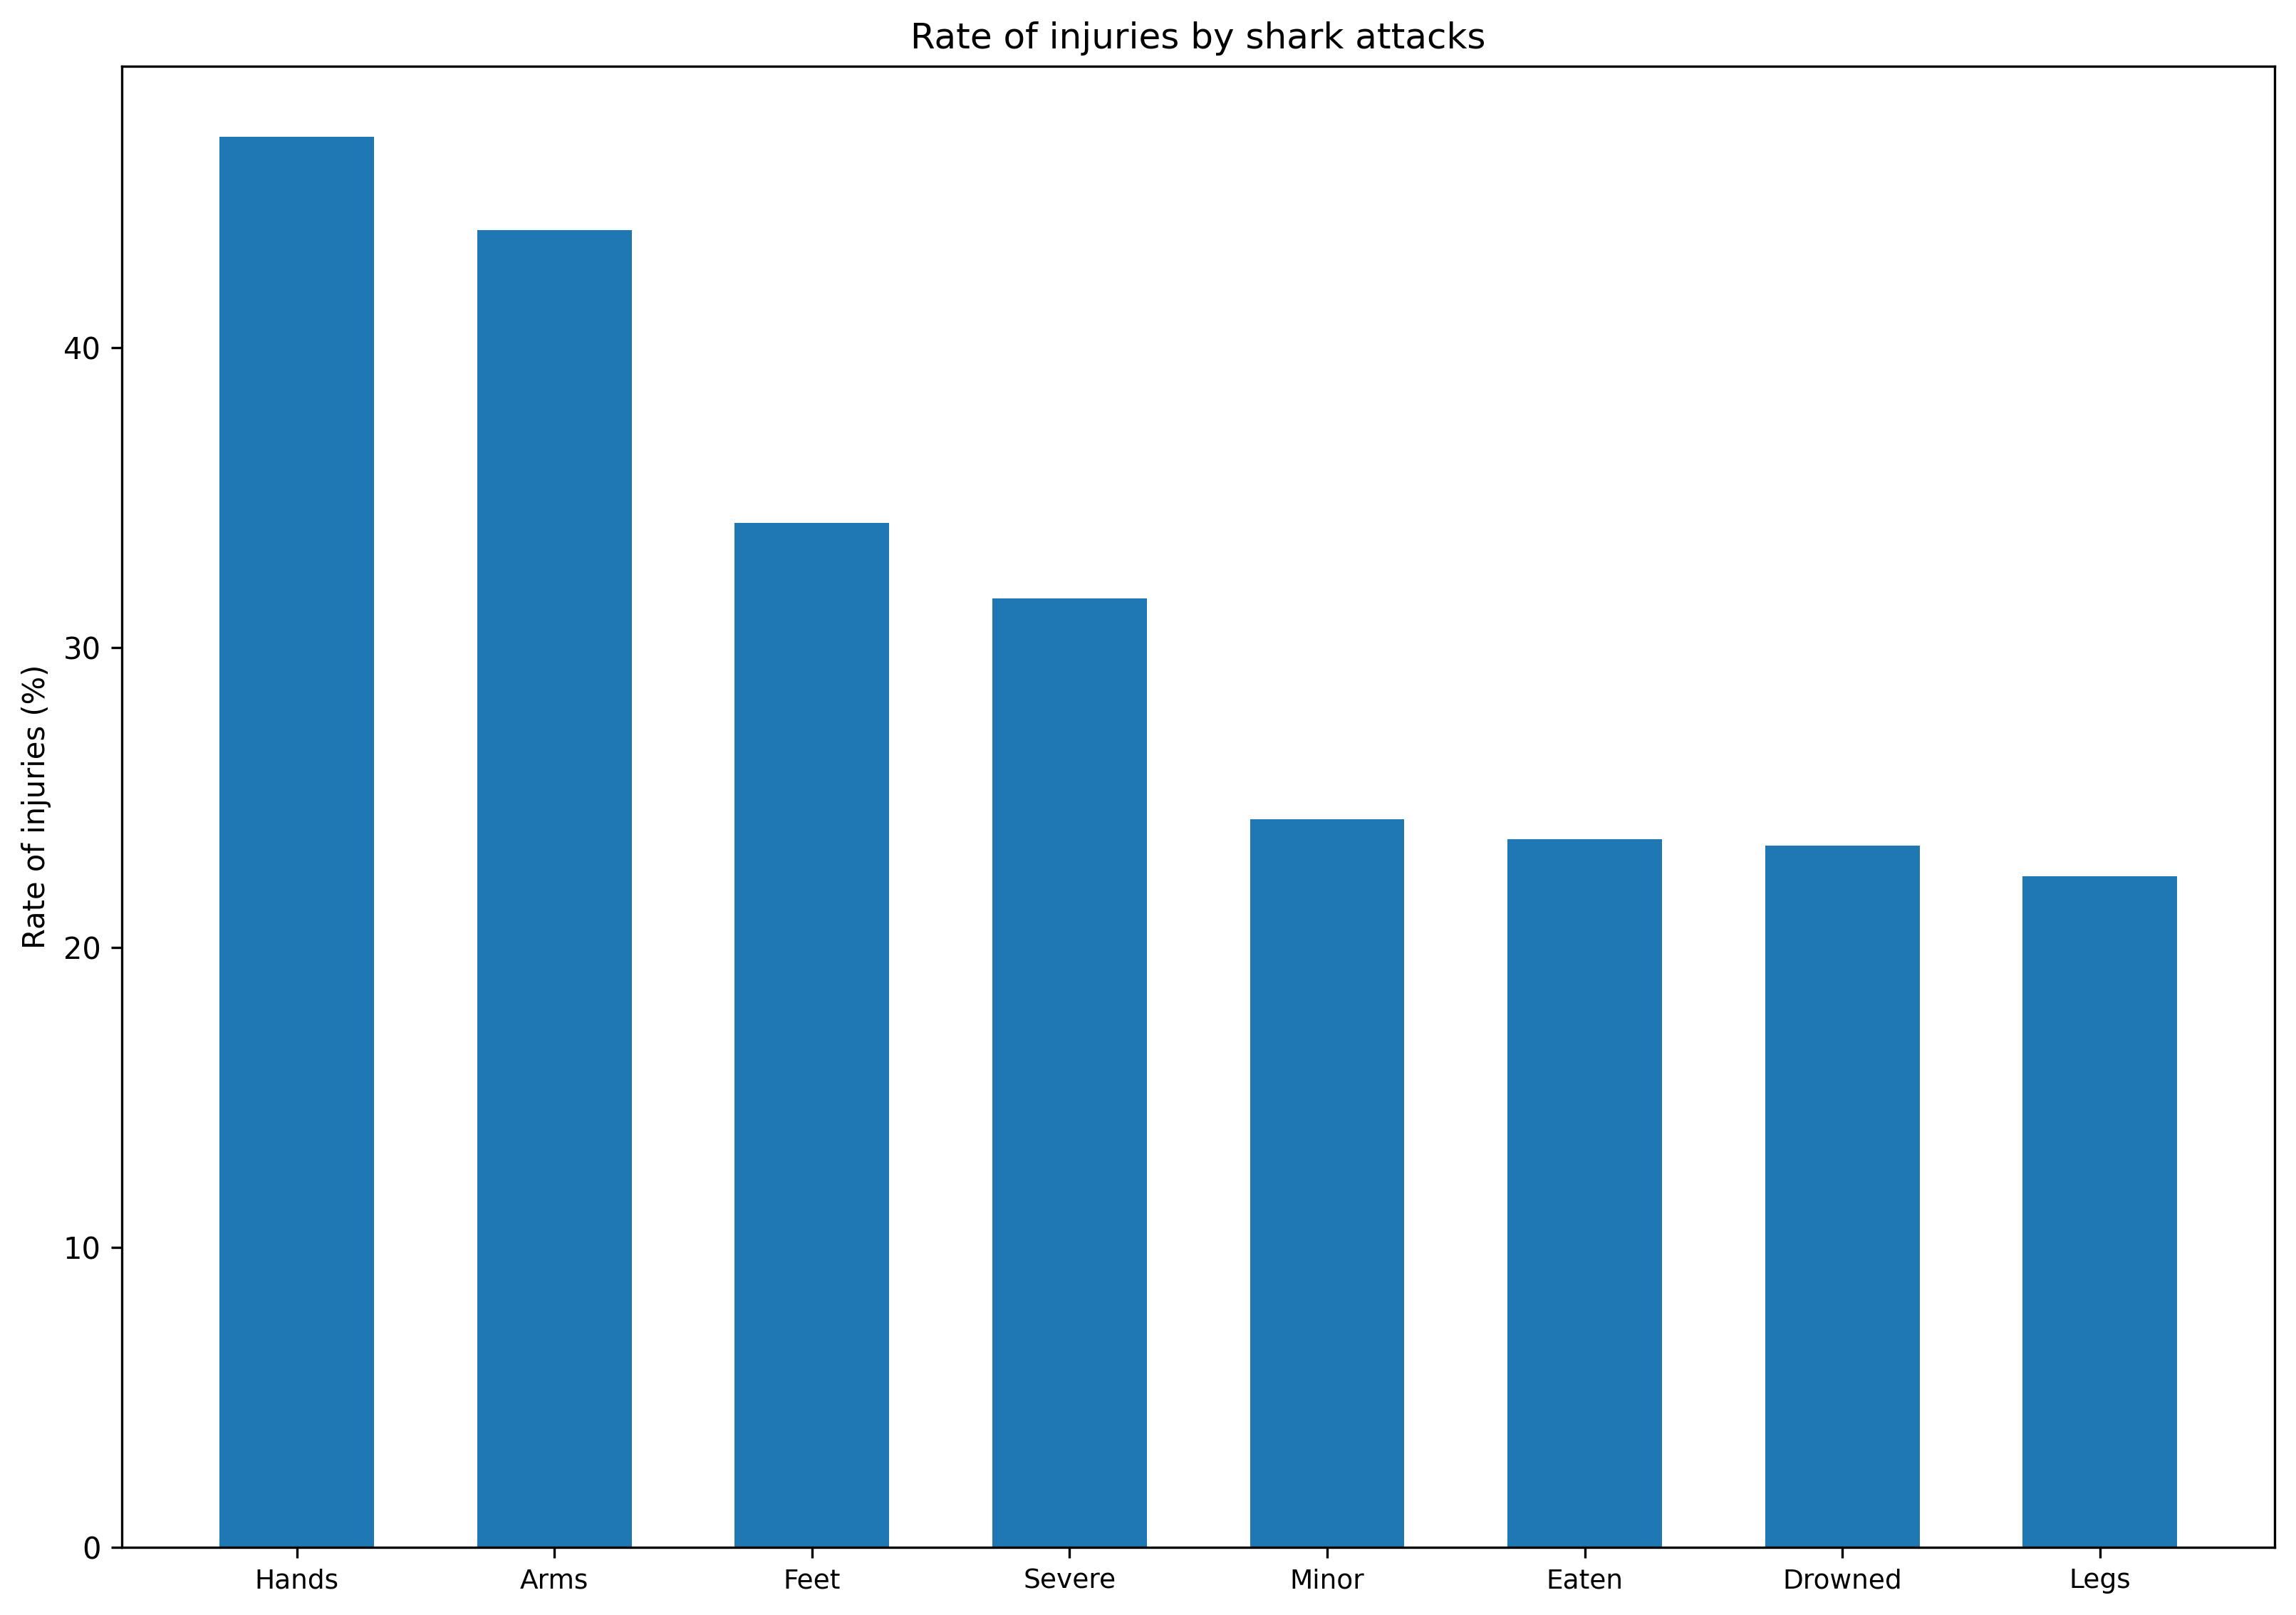 Rate of injuries by shark attacks
Rate of injuries (%)
40
30
20
10
0
Hands Arms Feet Severe Minor Eaten Drowned Legs